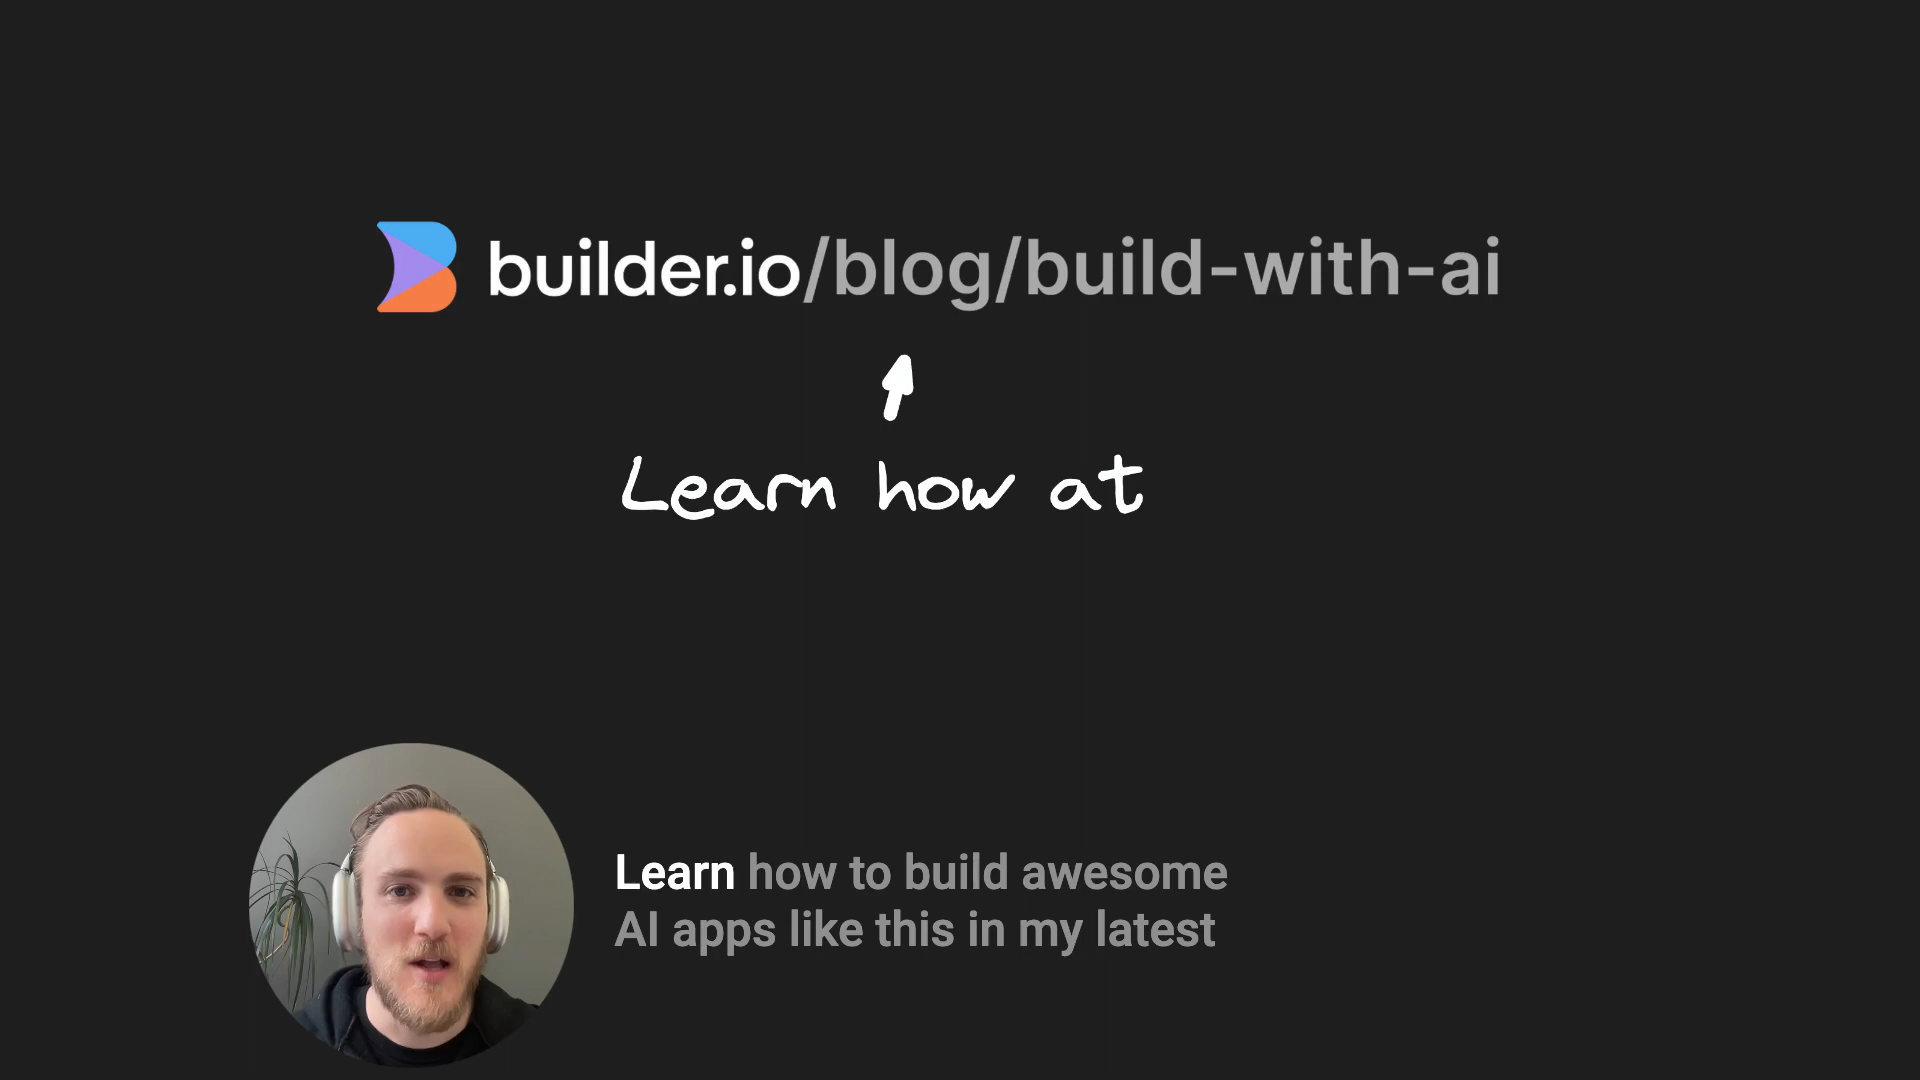 builder.io/blog/build-with-ai
Learn how at
Learn how to build awesome
AI apps like this in my latest